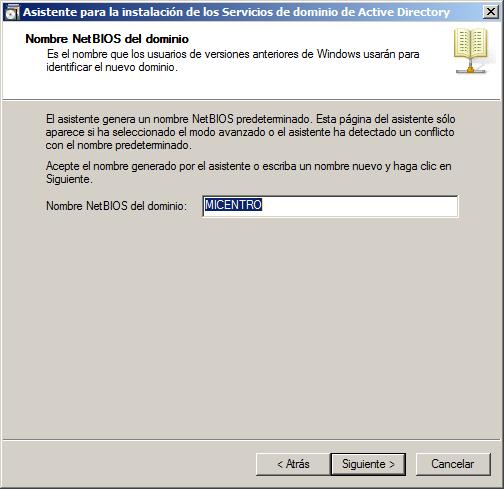 Asistente para la instalación de los Servicios de dominio de Active Directory
Nombre NetBIOS del dominio
Es el nombre que los usuarios de versiones anteriores de Windows usarán para
identificar el nuevo dominio.
El asistente genera un nombre NetBIOS predeterminado. Esta página del asistente sólo
aparece si ha seleccionado el modo avanzado o el asistente ha detectado un conflicto
con el nombre predeterminado.
Acepte el nombre generado por el asistente o escriba un nombre nuevo y haga clic en
Siguiente.
Nombre NetBIOS del dominio: MICENTRO
< Atrás Siguiente > Cancelar